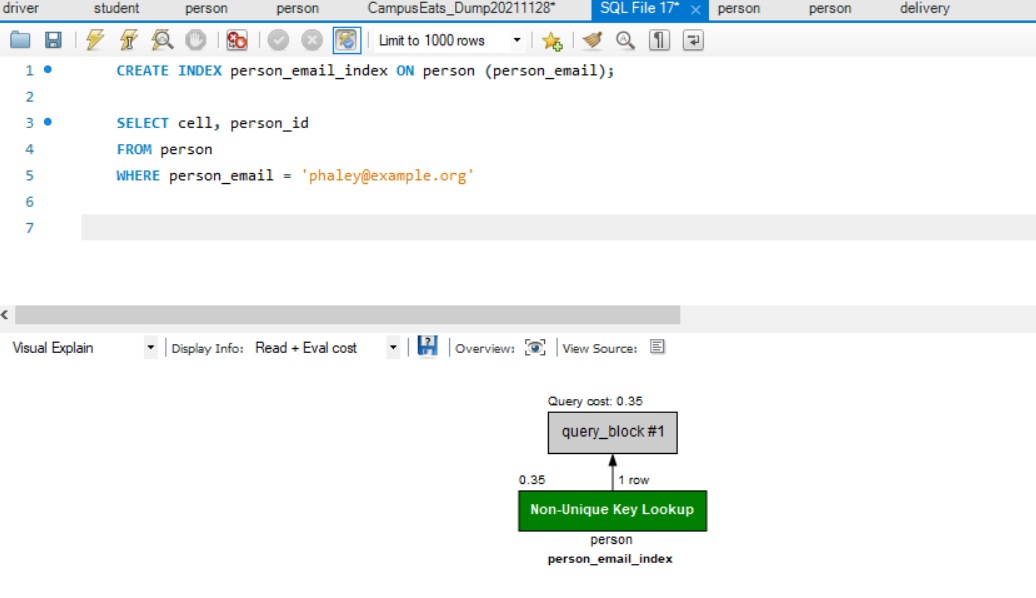 driver student person person CampusEats_Dump20211128* SQL File 17* × person person delivery
Limit to 1000 rows
1 CREATE INDEX person_email_index ON person (person_email);
2
3 SELECT cell, person_id
4 FROM person
5 WHERE person_email = 'phaley@example.org'
6
7
Visual Explain Display Info: Read + Eval cost Overview: View Source:
Query cost: 0.35
query_block #1
0.35 1 row
Non-Unique Key Lookup
person
person_email_index